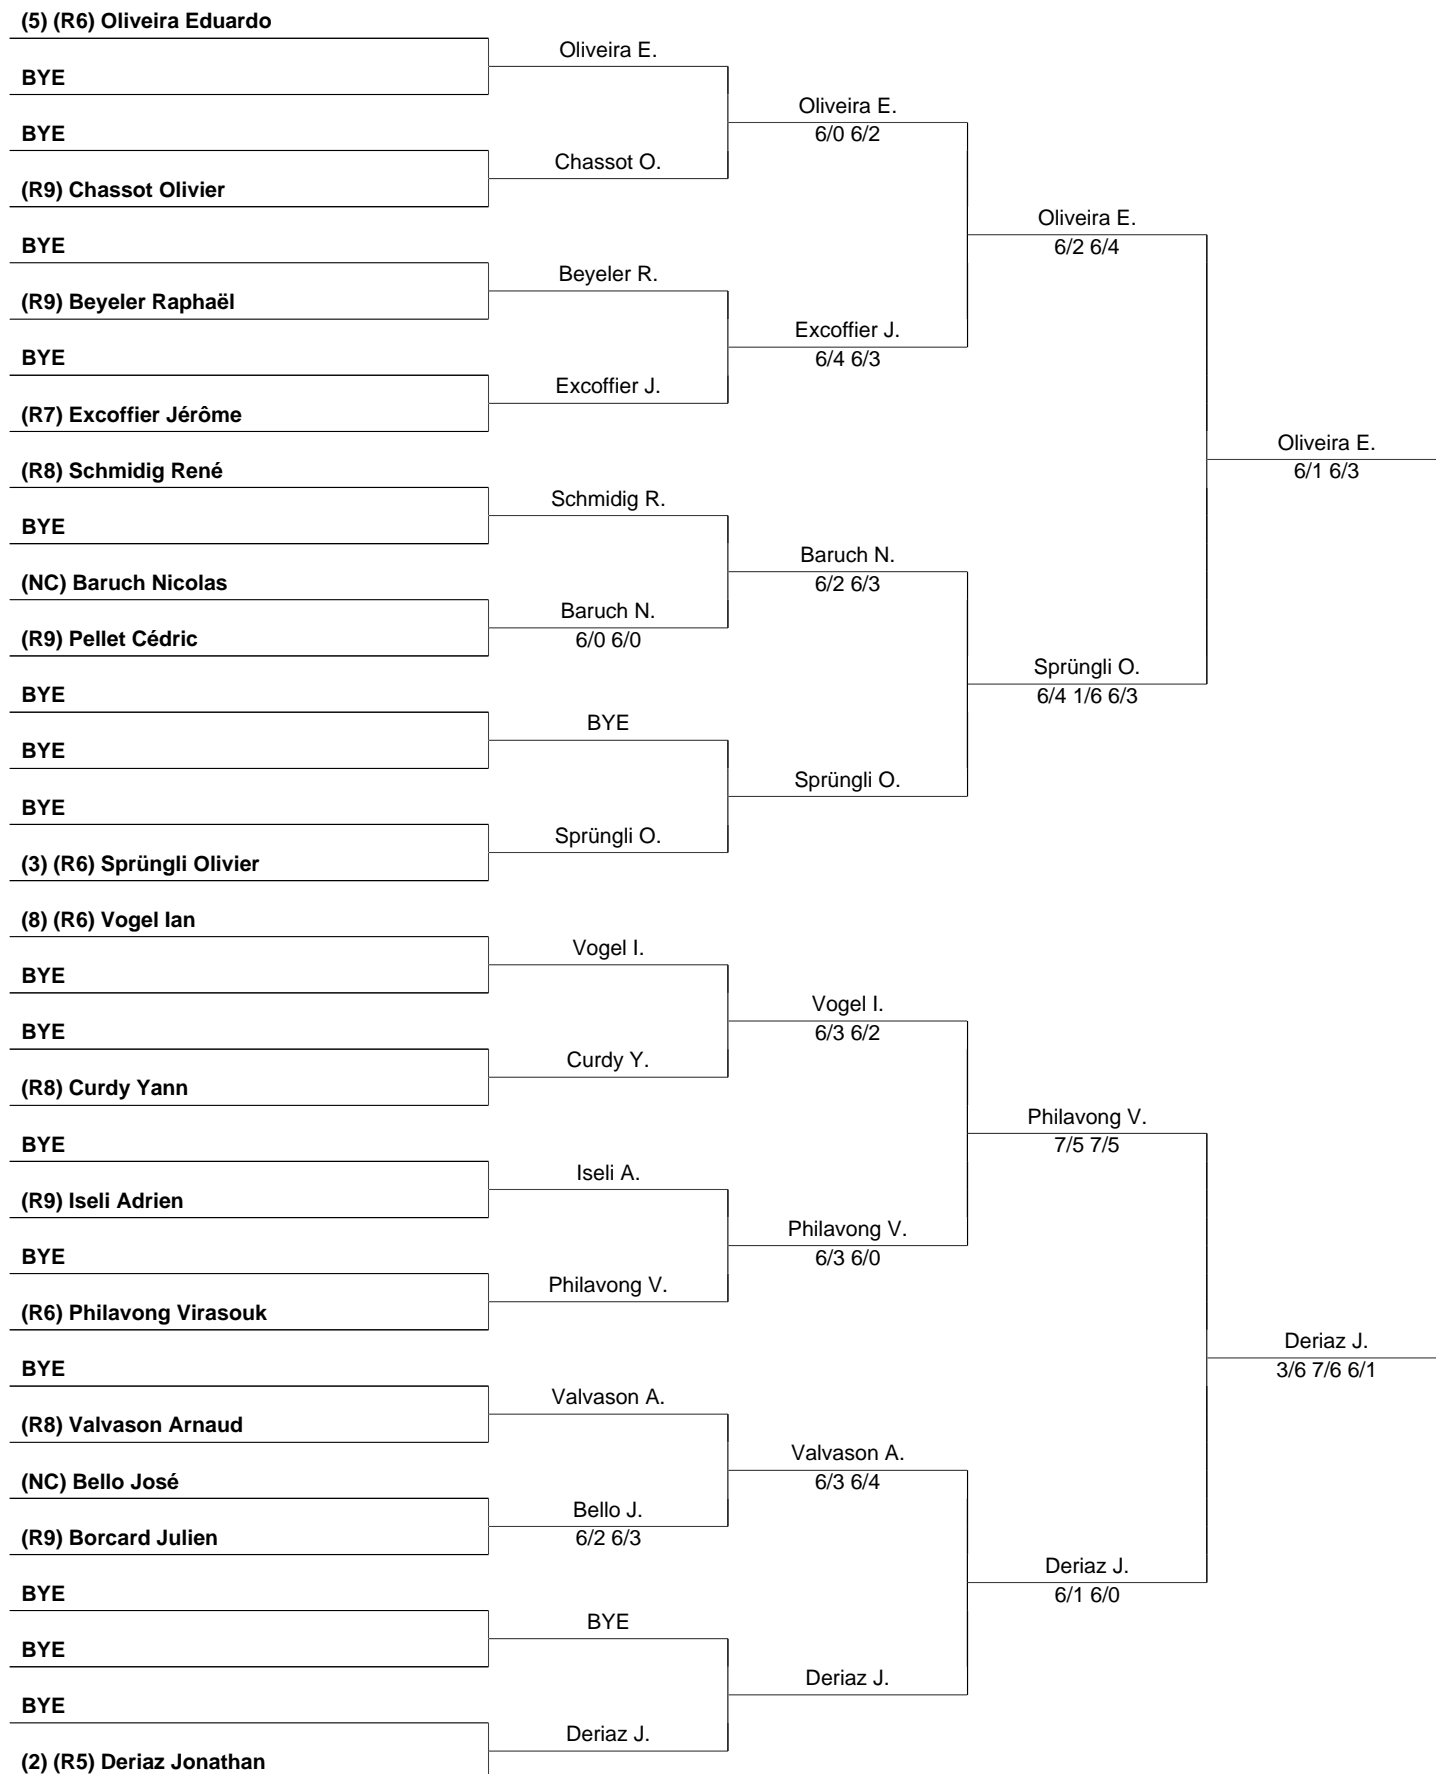 (5) (R6) Oliveira Eduardo
Oliveira E.
BYE
Oliveira E.
BYE
6/0 6/2
Chassot O.
(R9) Chassot Olivier
Oliveira E.
BYE
6/2 6/4
Beyeler R.
(R9) Beyeler Raphaël
Excoffier J.
BYE
6/4 6/3
Excoffier J.
(R7) Excoffier Jérôme
Oliveira E.
(R8) Schmidig René
6/1 6/3
Schmidig R.
BYE
Baruch N.
(NC) Baruch Nicolas
6/2 6/3
Baruch N.
(R9) Pellet Cédric
6/0 6/0
Sprüngli O.
BYE
6/4 1/6 6/3
BYE
BYE
Sprüngli O.
BYE
Sprüngli O.
(3) (R6) Sprüngli Olivier
(8) (R6) Vogel Ian
Vogel I.
BYE
Vogel I.
BYE
6/3 6/2
Curdy Y.
(R8) Curdy Yann
Philavong V.
BYE
7/5 7/5
Iseli A.
(R9) Iseli Adrien
Philavong V.
BYE
6/3 6/0
Philavong V.
(R6) Philavong Virasouk
Deriaz J.
BYE
3/6 7/6 6/1
Valvason A.
(R8) Valvason Arnaud
Valvason A.
(NC) Bello José
6/3 6/4
Bello J.
(R9) Borcard Julien
6/2 6/3
Deriaz J.
BYE
6/1 6/0
BYE
BYE
Deriaz J.
BYE
Deriaz J.
(2) (R5) Deriaz Jonathan